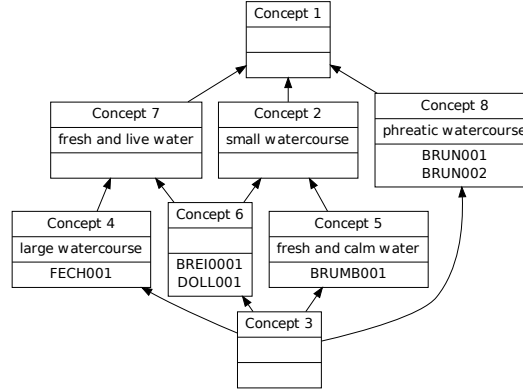 Concept 1
Concept 7
fresh and live water
Concept 2
small watercourse
Concept 8
phreatic watercourse
BRUN001
BRUN002
Concept 4
large watercourse
FECH001
Concept 6
BREI0001
DOLL001
Concept 5
fresh and calm water
BRUMB001
Concept 3